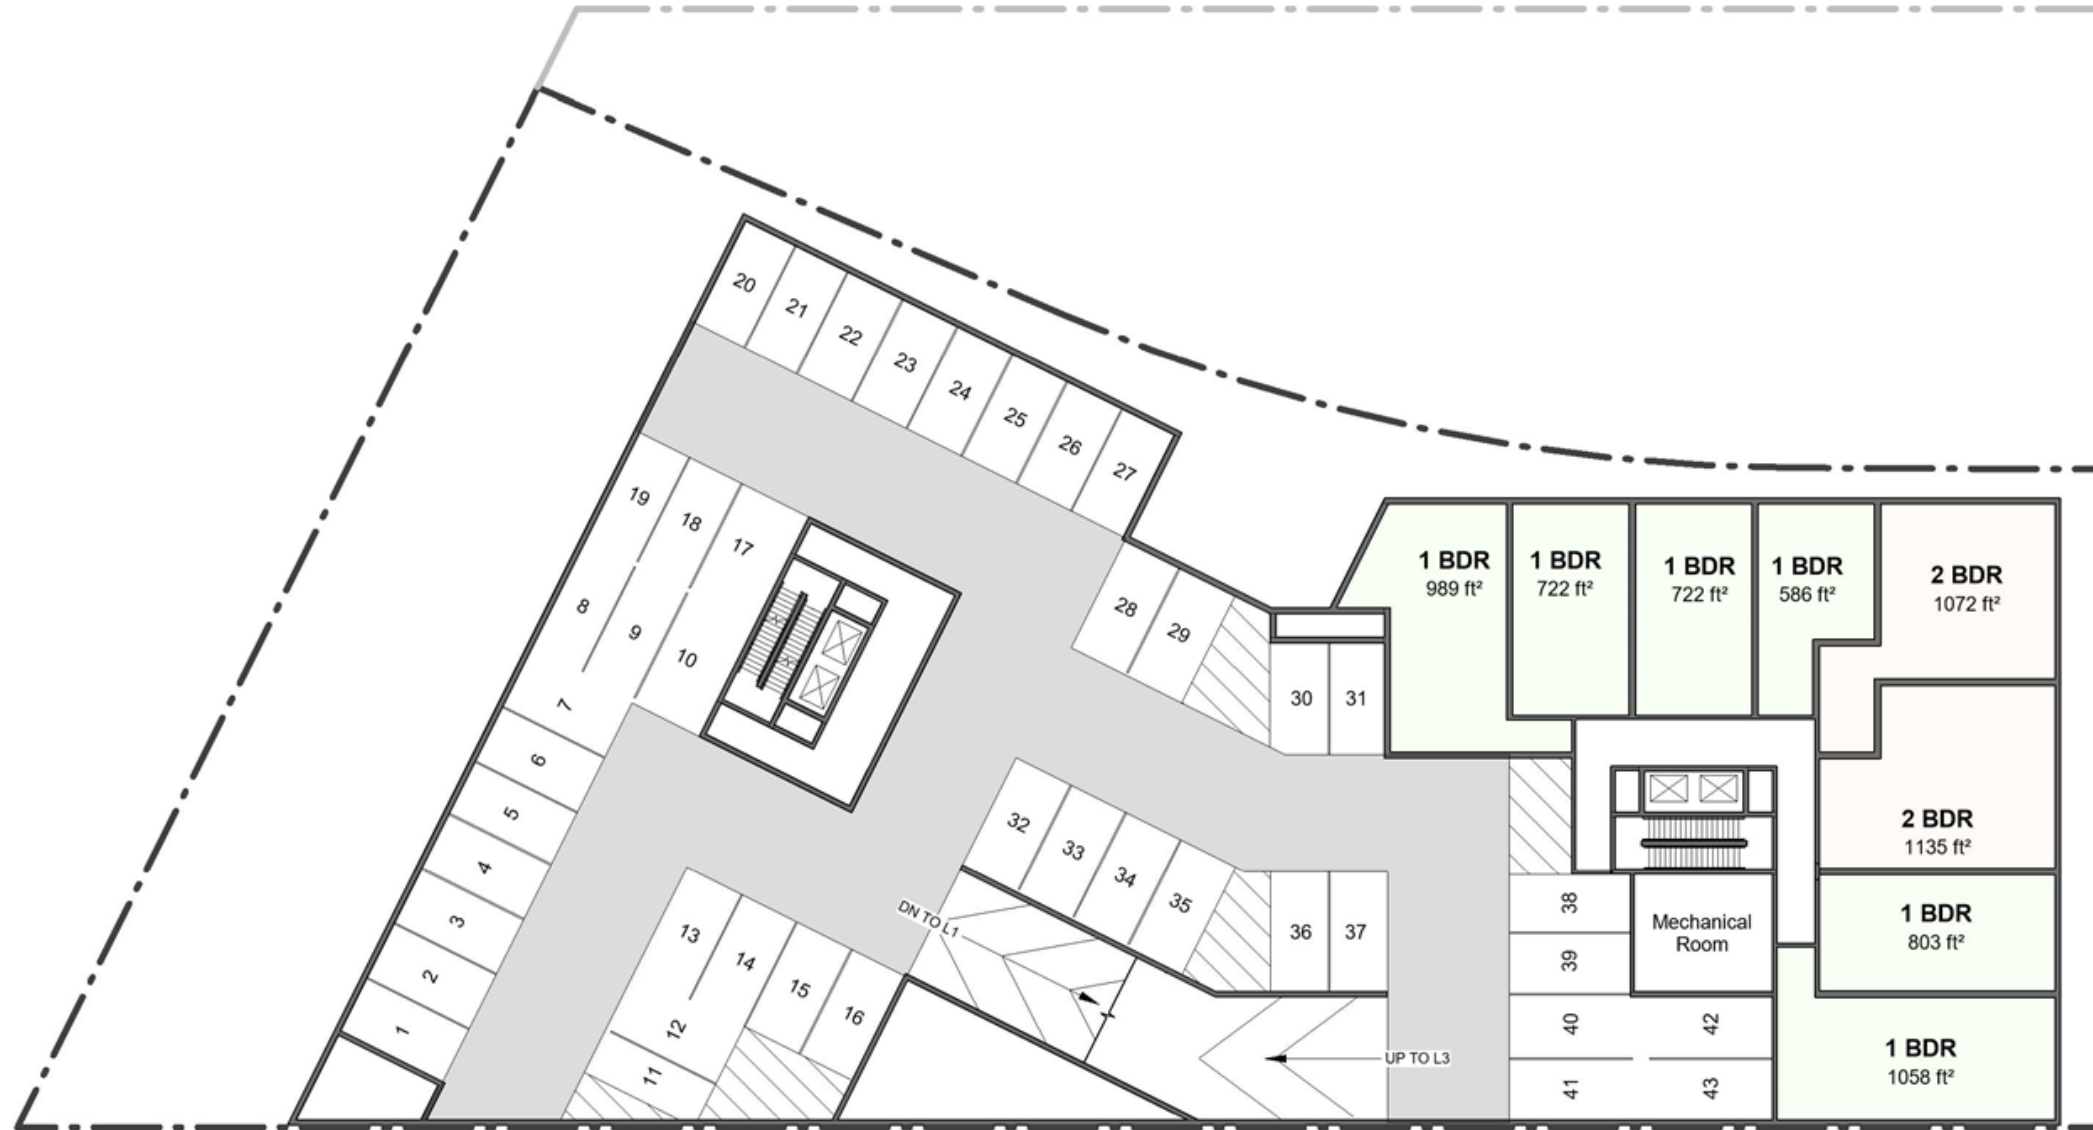 20
21
22
23
24
25
26
27
19
18
17
8
9
10
7
6
5
4
3
2
1
28
29
30
31
32
33
34
35
36
37
13
14
15
16
12
11
DN TO L1
UP TO L3
38
39
40
42
41
43
1 BDR
989 ft²
1 BDR
722 ft²
1 BDR
722 ft²
1 BDR
586 ft²
2 BDR
1072 ft²
2 BDR
1135 ft²
1 BDR
803 ft²
1 BDR
1058 ft²
Mechanical
Room